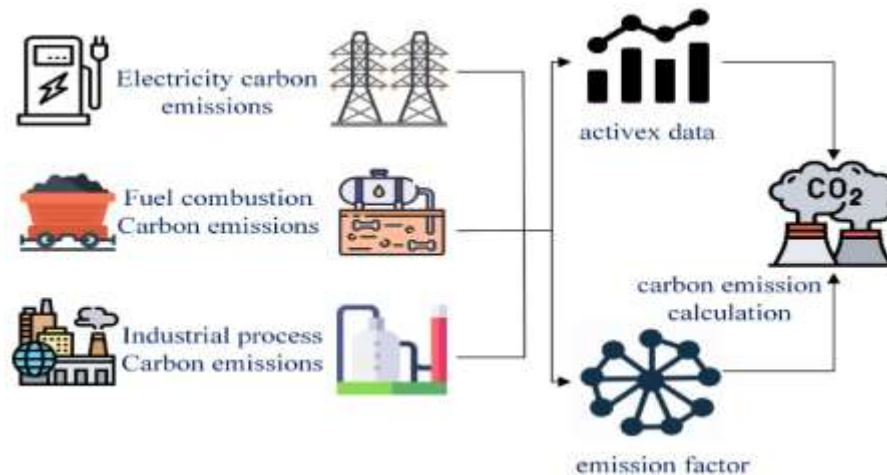 Electricity carbon
emissions
activex data
Fuel combustion
Carbon emissions
CO2
carbon emission
calculation
Industrial process
Carbon emissions
emission factor